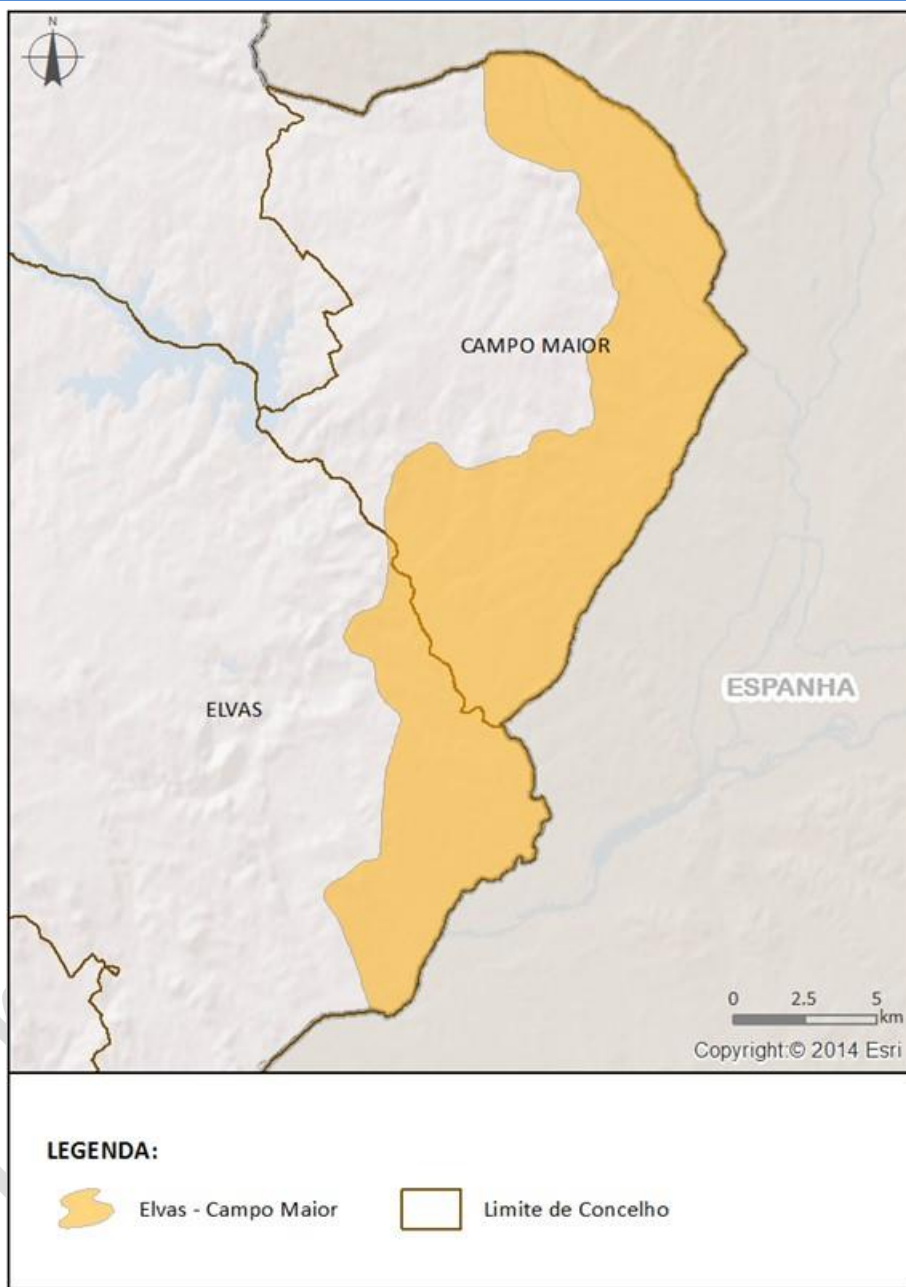 N
CAMPO MAIOR
ELVAS
ESPANHA
0 2.5 5
km
Copyright:© 2014 Esri
LEGENDA:
Elvas - Campo Maior Limite de Concelho